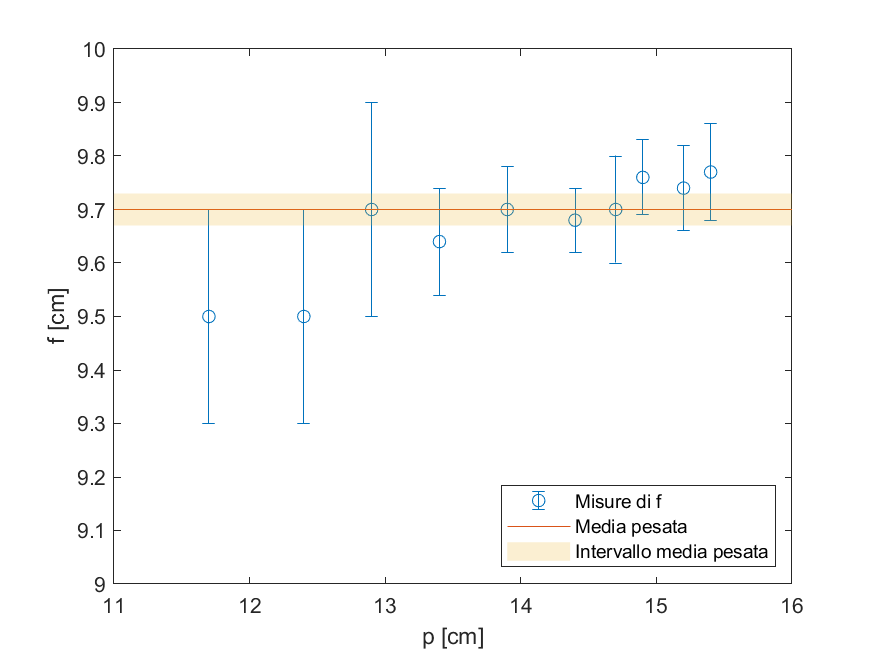 10
9.9
9.8
9.7
9.6
9.5
9.4
9.3
9.2
9.1
9
f [cm]
11 12 13 14 15 16
p [cm]
Misure di f
Media pesata
Intervallo media pesata